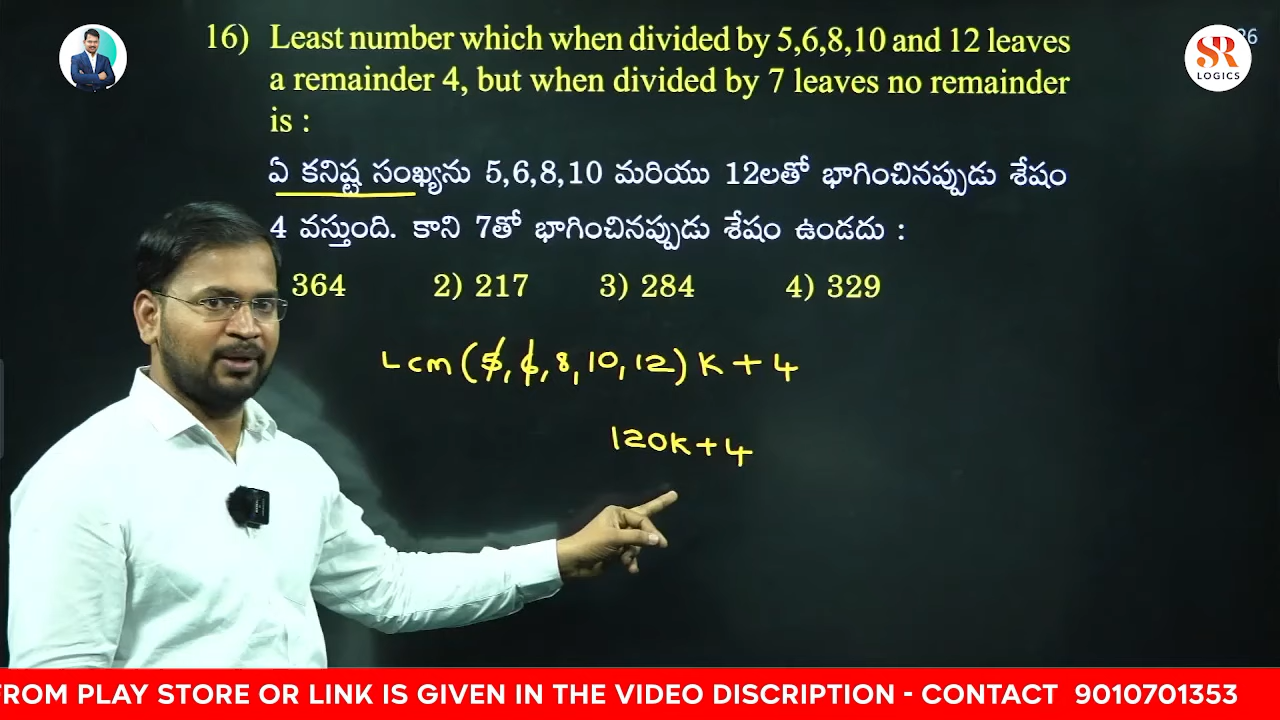 16) Least number which when divided by 5,6,8,10 and 12 leaves
a remainder 4, but when divided by 7 leaves no remainder
is :
ఏ కనిష్ట సంఖ్యను 5,6,8,10 మరియు 12లతో భాగించినప్పుడు శేషం
4 వస్తుంది. కాని 7తో భాగించినప్పుడు శేషం ఉండదు :
364 2) 217 3) 284 4) 329
Lcm (5, 6, 8, 10, 12) K + 4
120K + 4
SR
LOGICS
26
FROM PLAY STORE OR LINK IS GIVEN IN THE VIDEO DISCRIPTION - CONTACT 9010701353